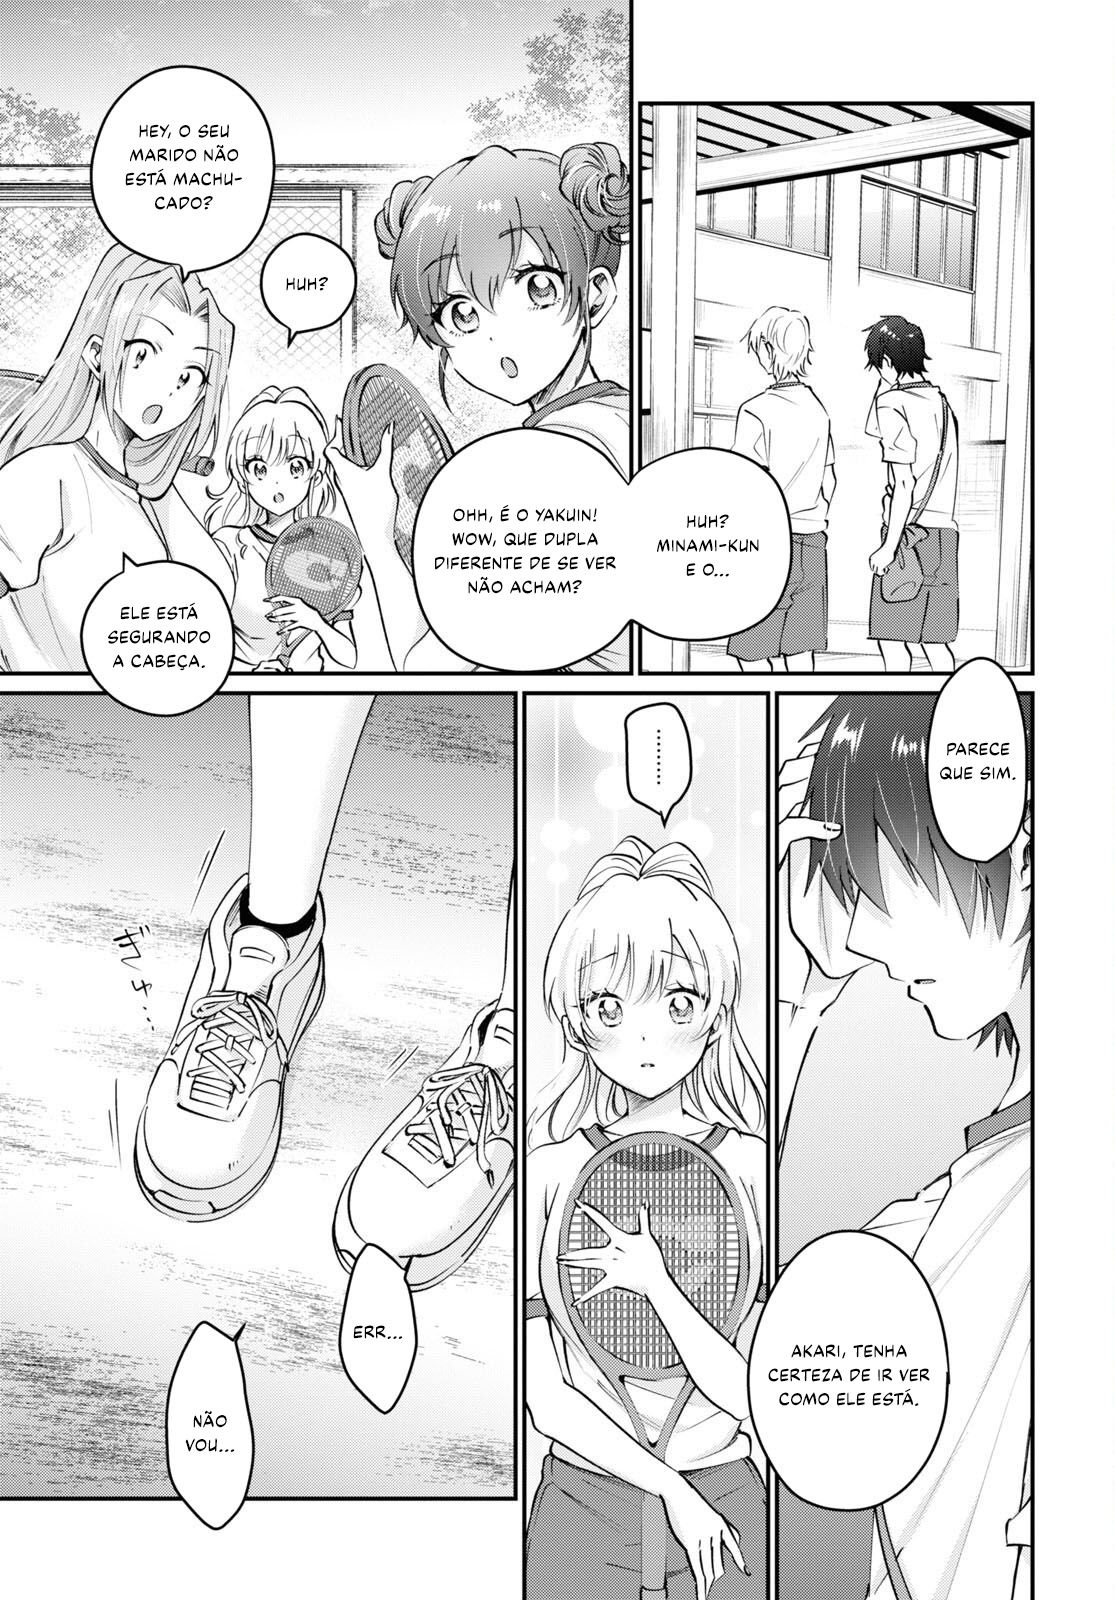 HUH?
MINAMI-KUN
E O...
OHH, É O YAKUIN!
WOW, QUE DUPLA
DIFERENTE DE SE VER
NÃO ACHAM?
HEY, O SEU
MARIDO NÃO
ESTÁ MACHU-
CADO?
HUH?
ELE ESTÁ
SEGURANDO
A CABEÇA.
PARECE
QUE SIM.
AKARI, TENHA
CERTEZA DE IR VER
COMO ELE ESTÁ.
........
ぎゅ...
ERR...
NÃO
VOU...